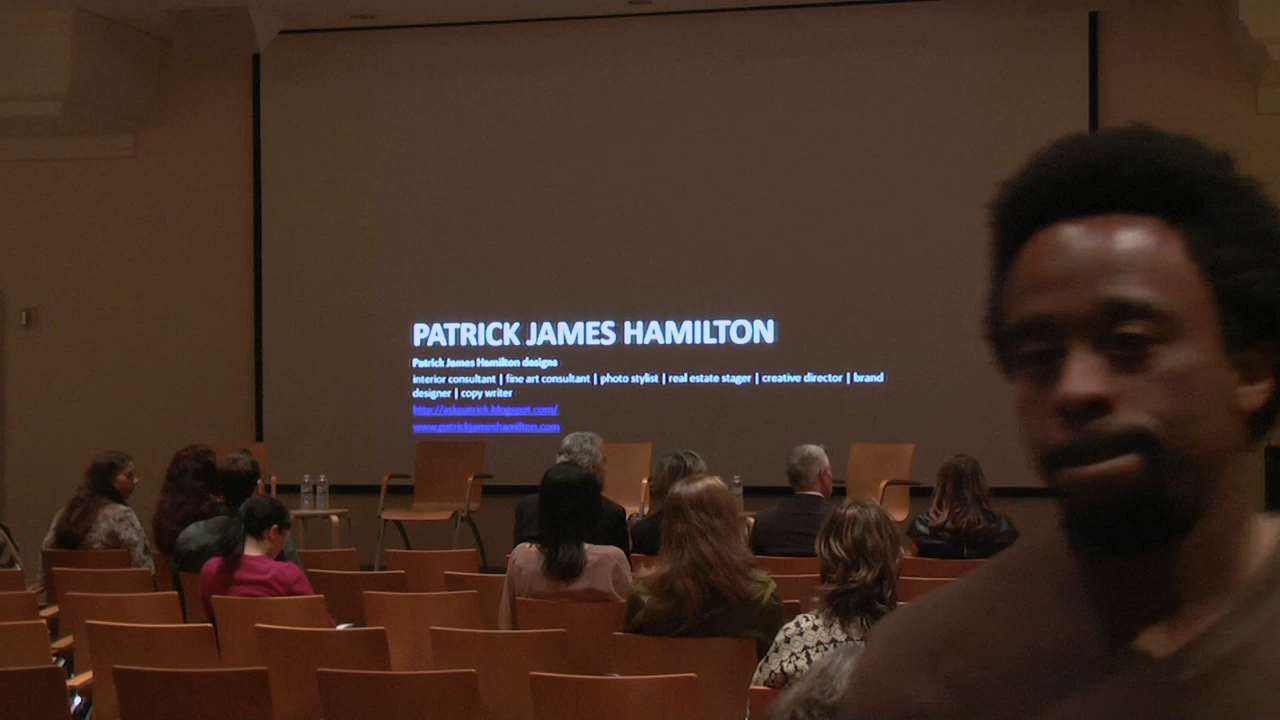 PATRICK JAMES HAMILTON
Patrick James Hamilton designs
interior consultant | fine art consultant | photo stylist | real estate stager | creative director | brand
designer | copy writer
http://askpatrick.blogspot.com/
www.patrickjameshamilton.com